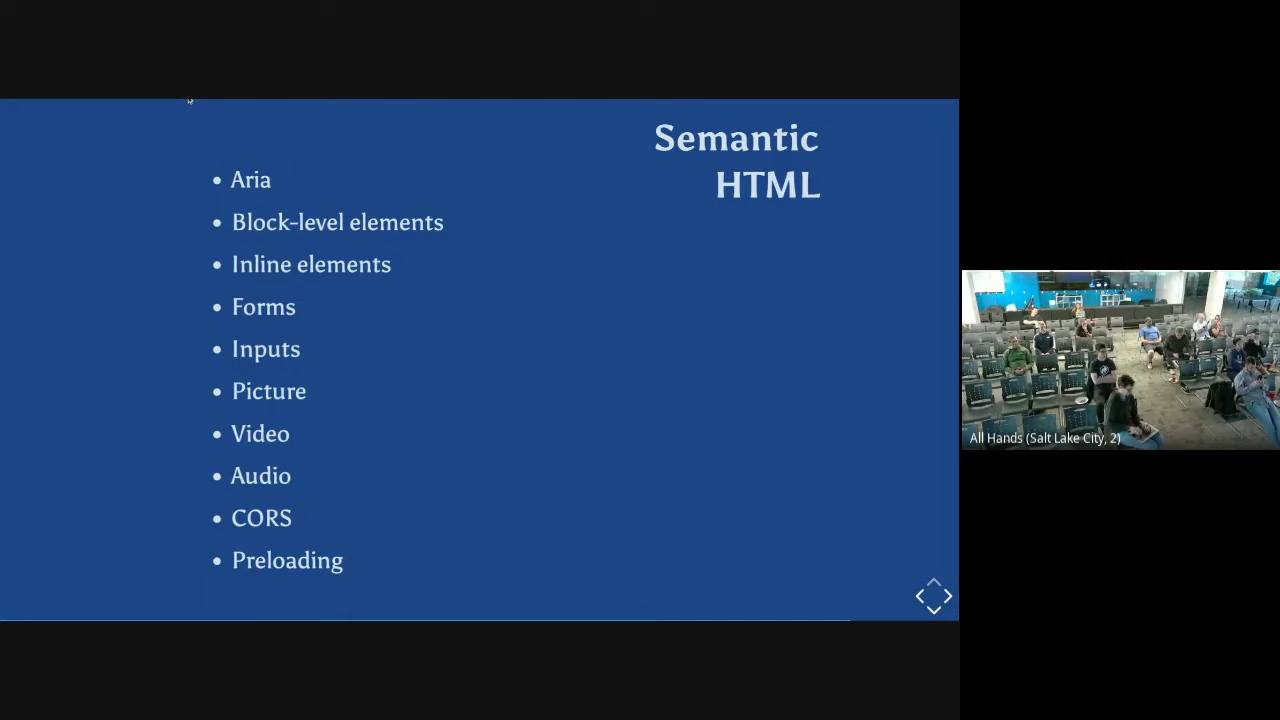 Semantic
HTML
Aria
Block-level elements
Inline elements
Forms
Inputs
Picture
Video
Audio
CORS
Preloading
All Hands (Salt Lake City, 2)